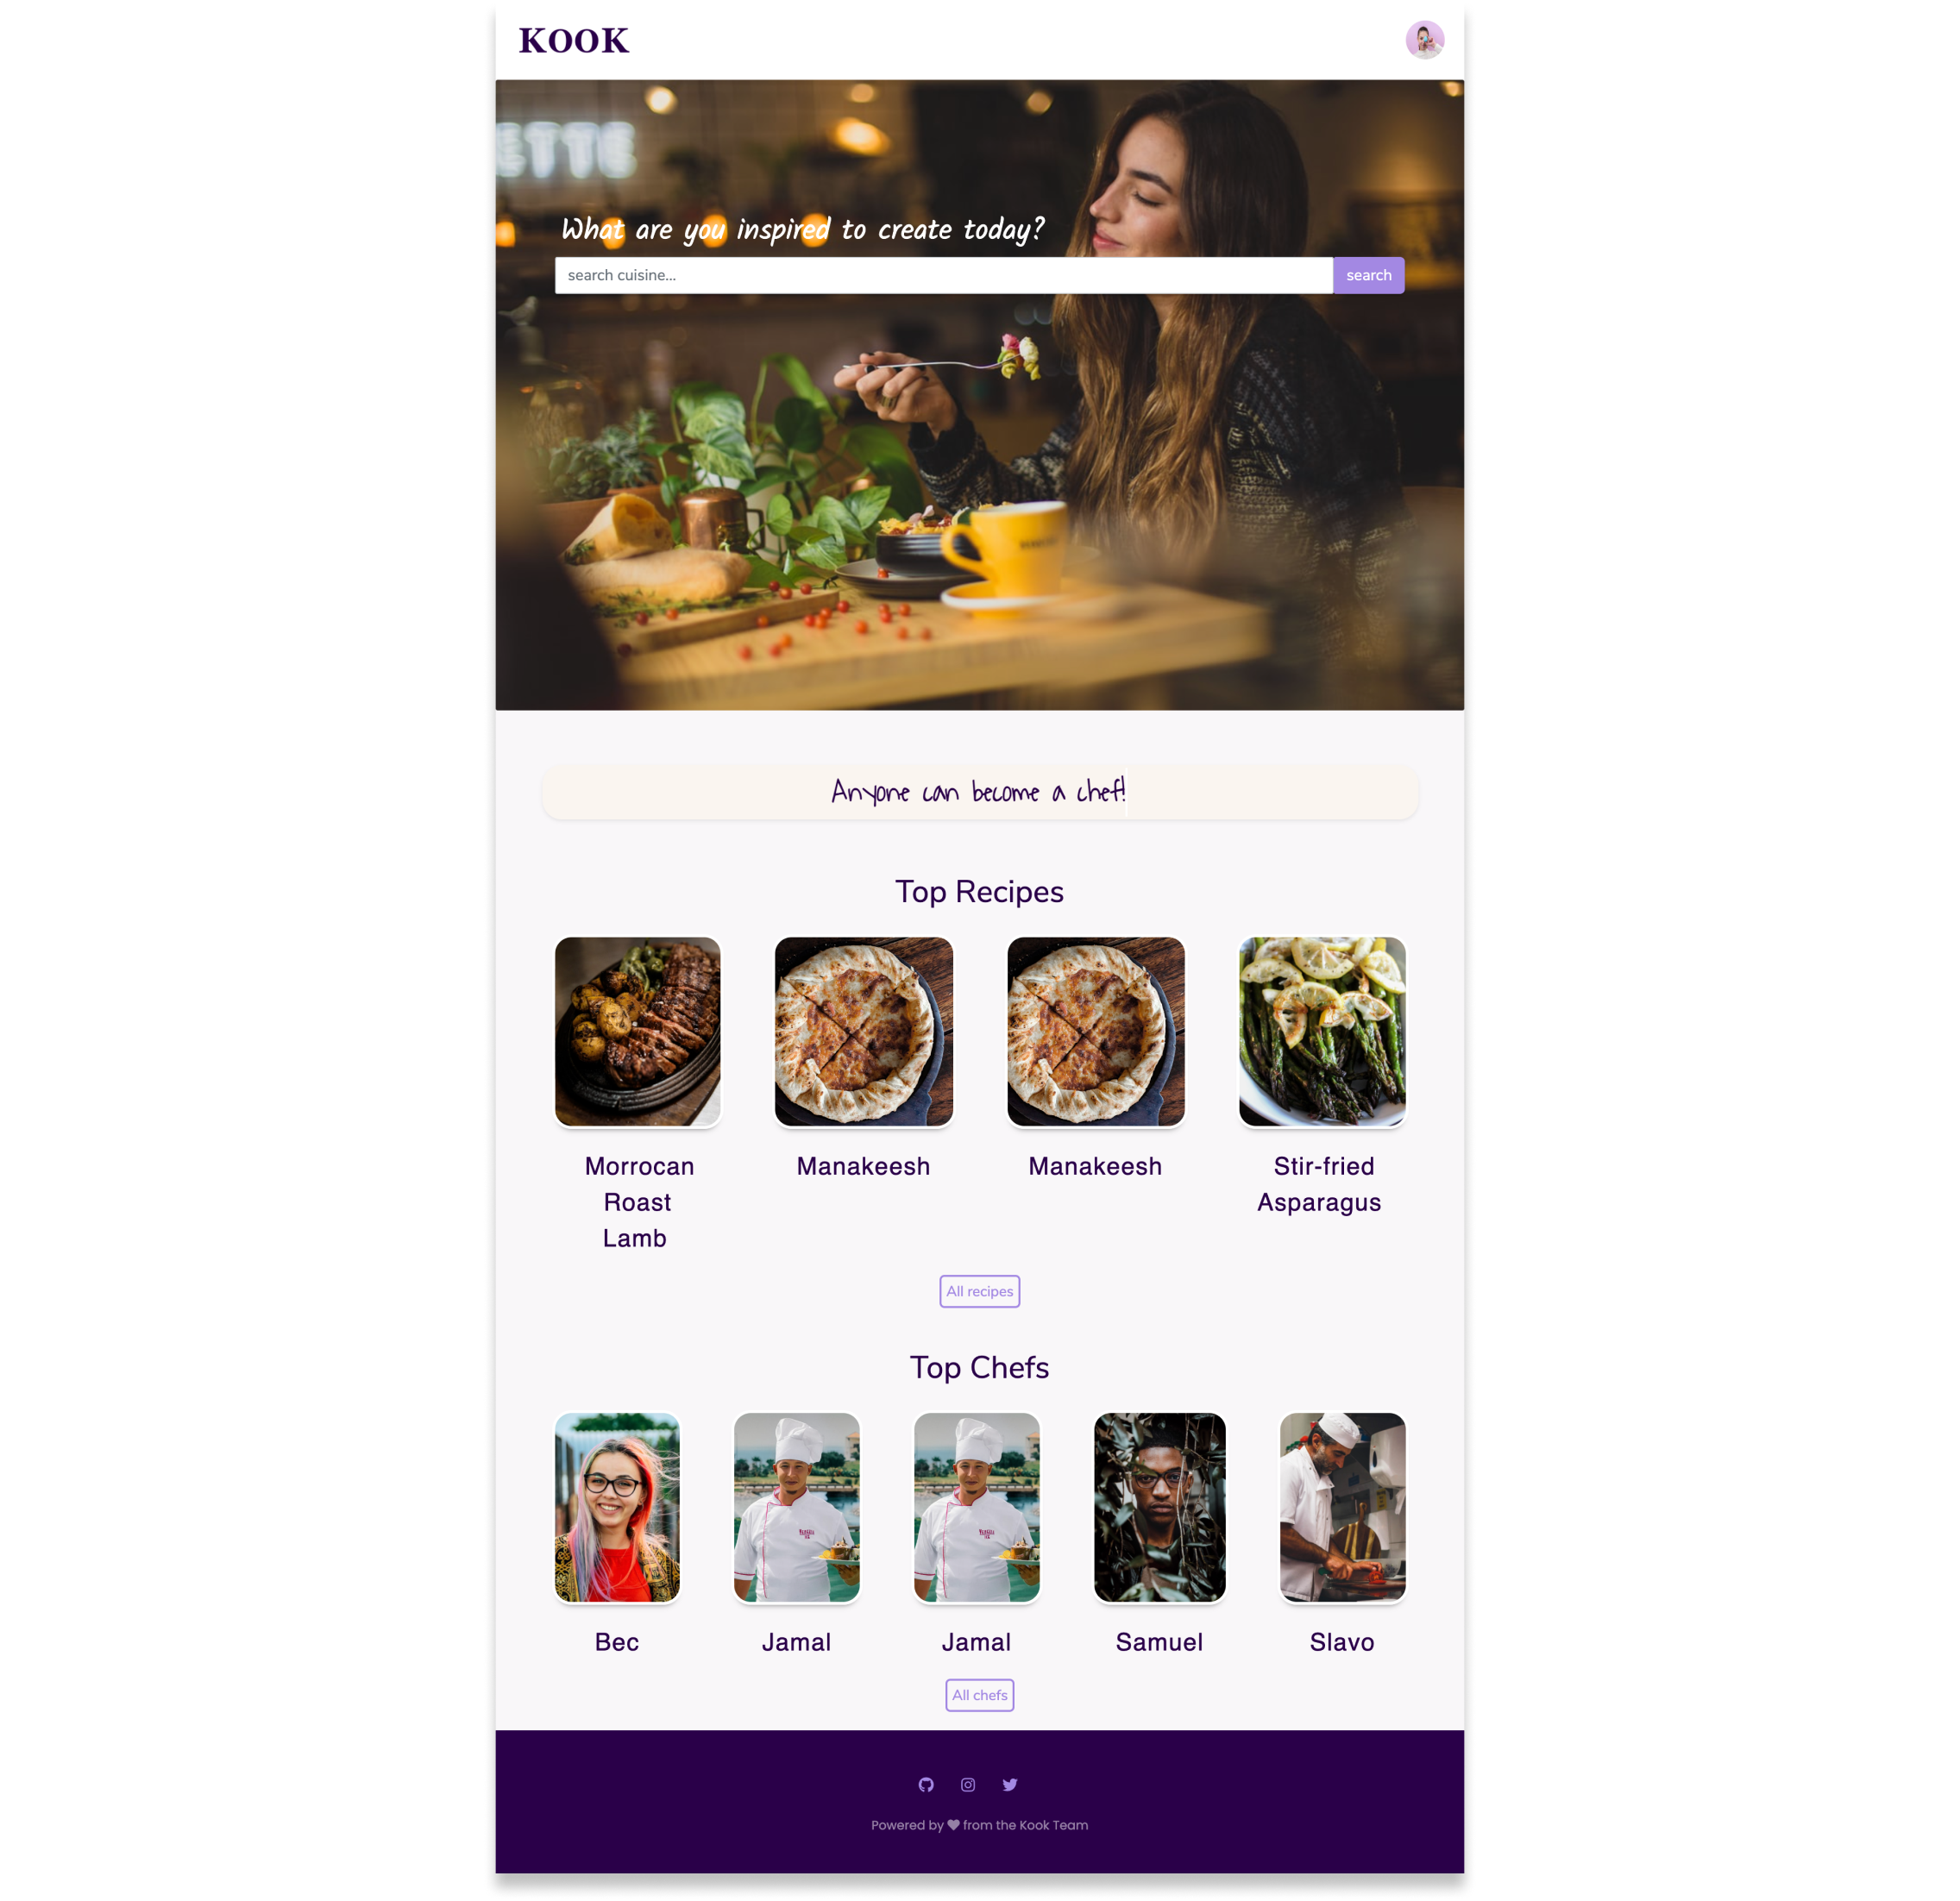 KOOK
ETTE
What are you inspired to create today?
search cuisine... search
Anyone can become a chef!
Top Recipes
Morrocan Roast Lamb
Manakeesh
Manakeesh
Stir-fried Asparagus
All recipes
Top Chefs
Bec
Jamal
Jamal
Samuel
Slavo
All chefs
Powered by from the Kook Team